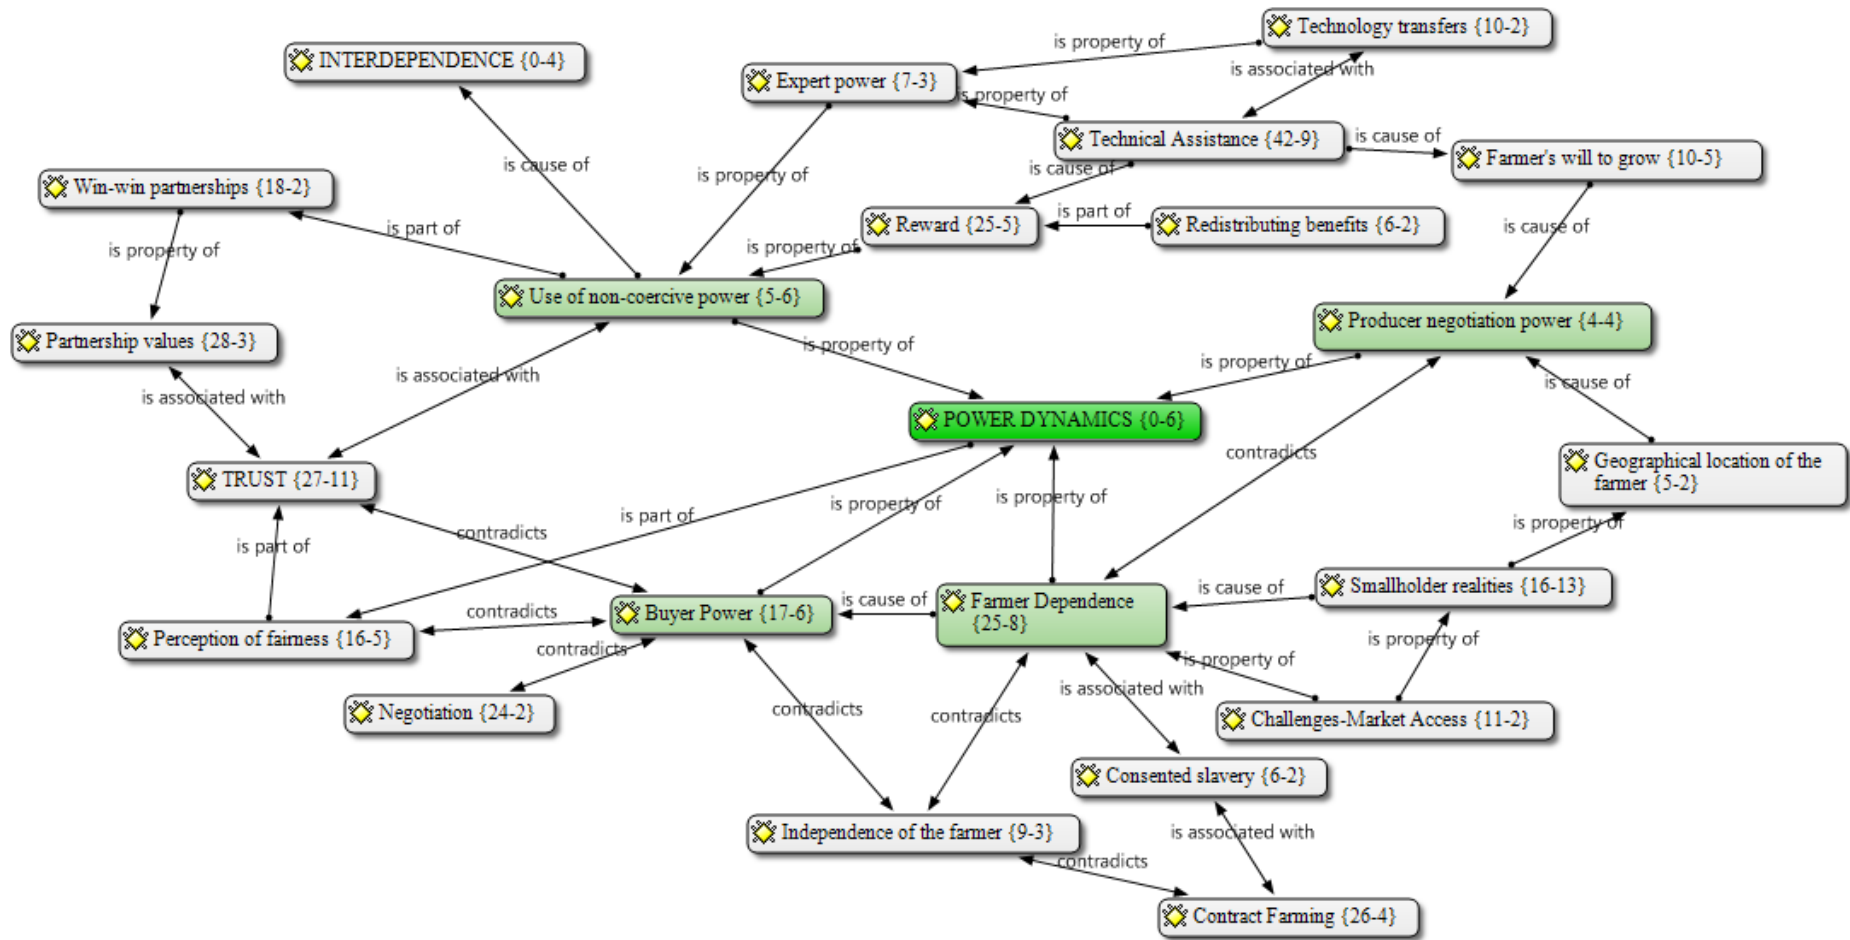 Technology transfers {10-2}
is property of
INTERDEPENDENCE {0-4}
is associated with
Expert power {7-3}
is property of
Technical Assistance {42-9}
is cause of
Farmer's will to grow {10-5}
is cause of
is property of
is cause of
Win-win partnerships {18-2}
is part of
Reward {25-5}
is part of
Redistributing benefits {6-2}
is cause of
is property of
is property of
Use of non-coercive power {5-6}
Producer negotiation power {4-4}
Partnership values {28-3}
is property of
is property of
is associated with
is cause of
is associated with
POWER DYNAMICS {0-6}
contradicts
Geographical location of the
farmer {5-2}
TRUST {27-11}
is property of
is property of
is part of
is property of
contradicts
is part of
Smallholder realities {16-13}
is cause of
is cause of
Farmer Dependence
{25-8}
Buyer Power {17-6}
contradicts
Perception of fairness {16-5}
is property of
contradicts
is property of
is associated with
Negotiation {24-2}
contradicts
contradicts
Challenges-Market Access {11-2}
Consented slavery {6-2}
Independence of the farmer {9-3}
is associated with
contradicts
Contract Farming {26-4}